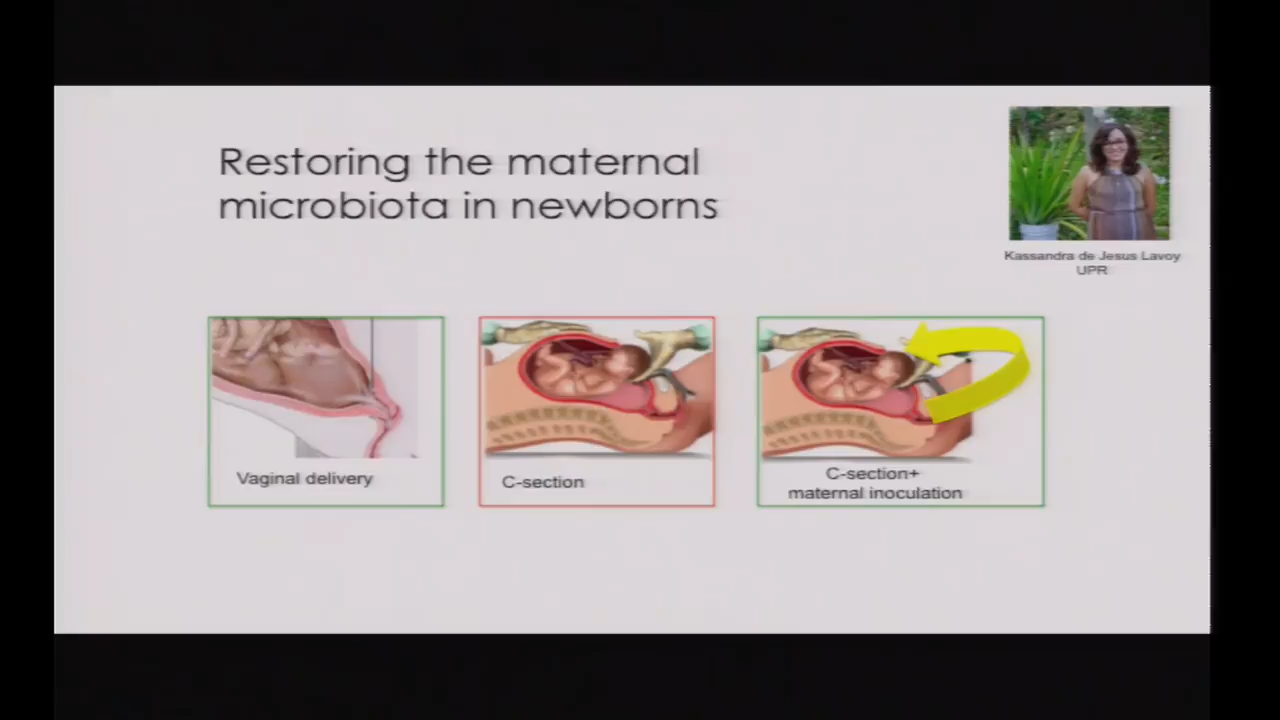 Restoring the maternal
microbiota in newborns
Kassandra de Jesus Lavoy
UPR
Vaginal delivery
C-section
C-section+
maternal inoculation